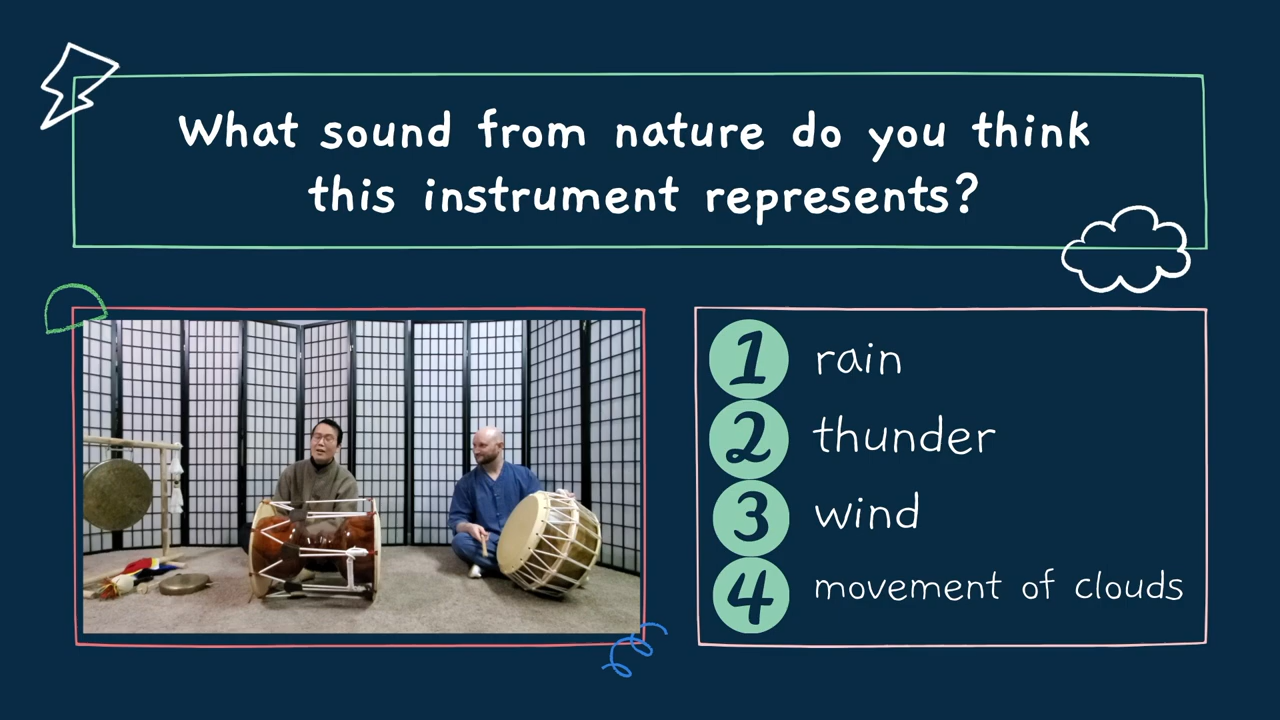 What sound from nature do you think
this instrument represents?
1 rain
2 thunder
3 wind
4 movement of clouds